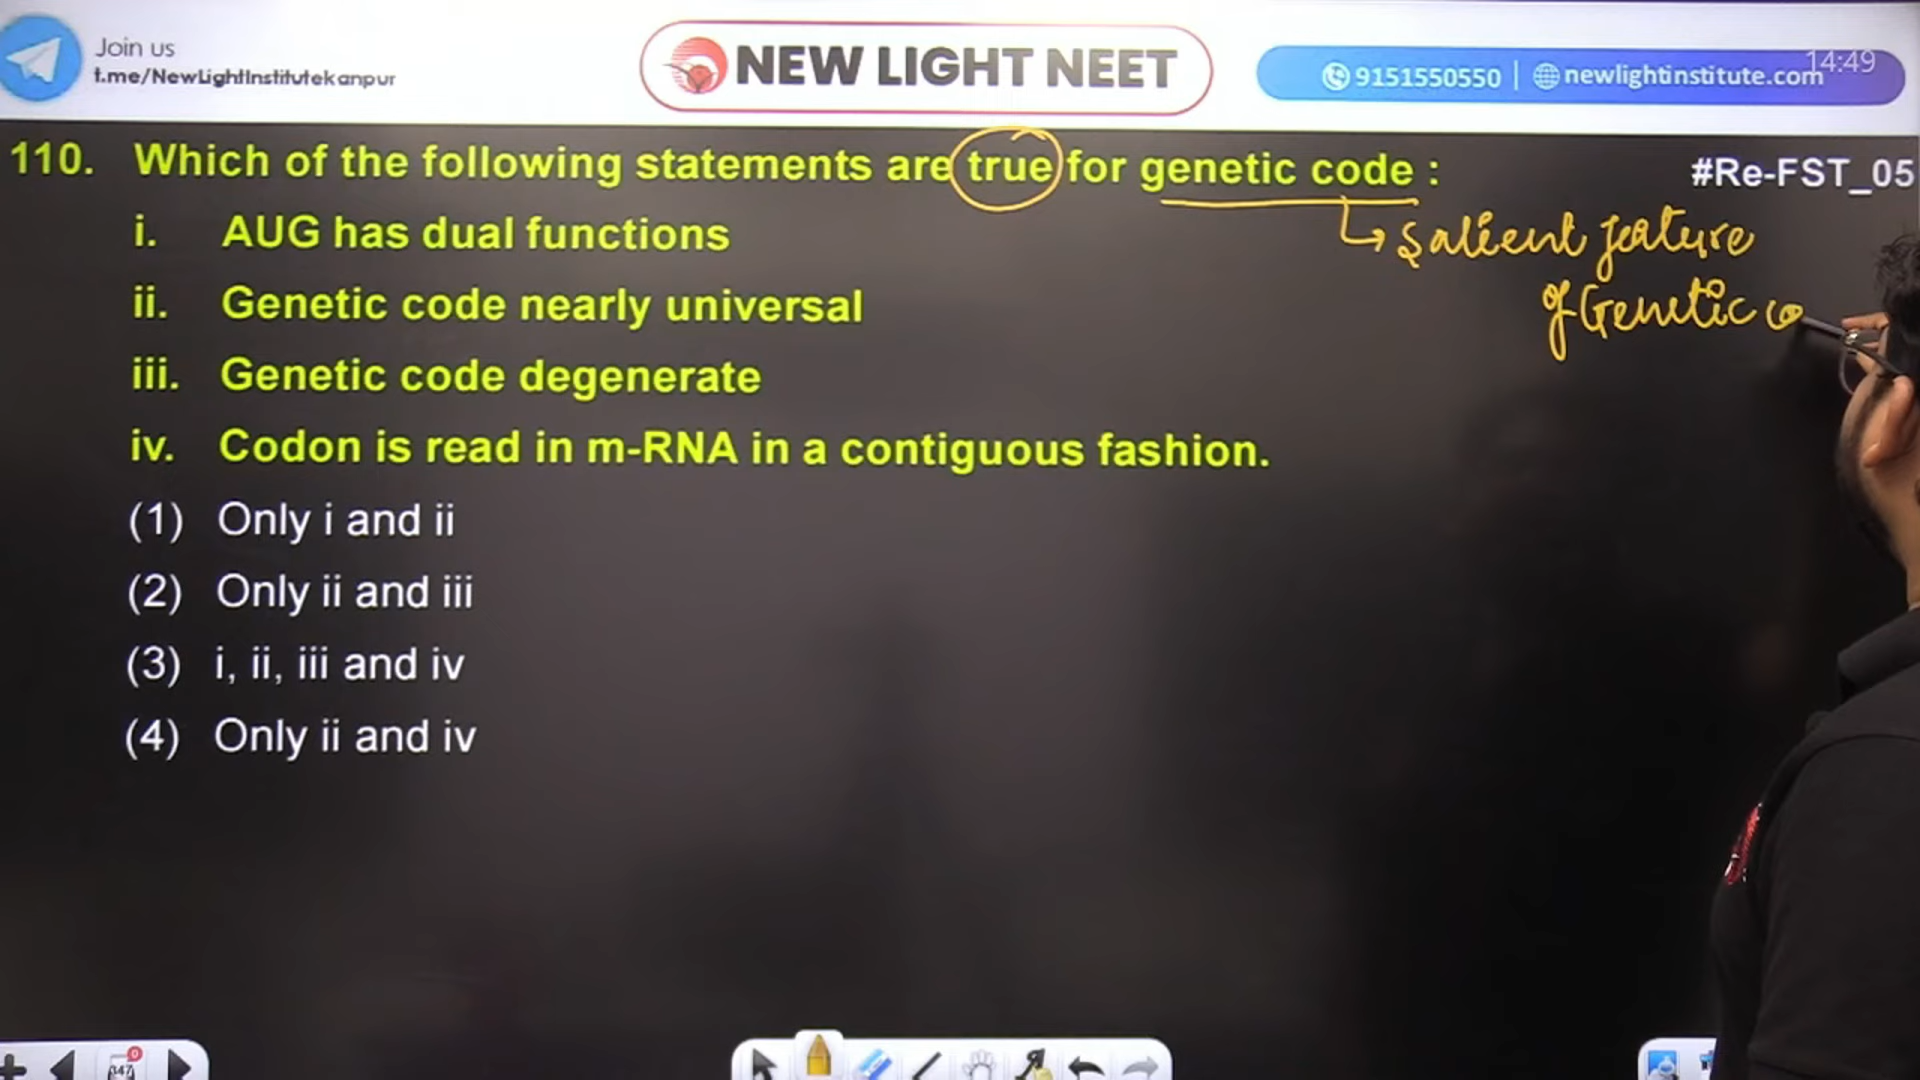 Join us
t.me/NewLightInstitutekanpur
NEW LIGHT NEET
9151550550 | newlightinstitute.com
14:49
110. Which of the following statements are true for genetic code :
#Re-FST_05
i. AUG has dual functions
salient feature
ii. Genetic code nearly universal
of Genetic co
iii. Genetic code degenerate
iv. Codon is read in m-RNA in a contiguous fashion.
(1) Only i and ii
(2) Only ii and iii
(3) i, ii, iii and iv
(4) Only ii and iv
0
347